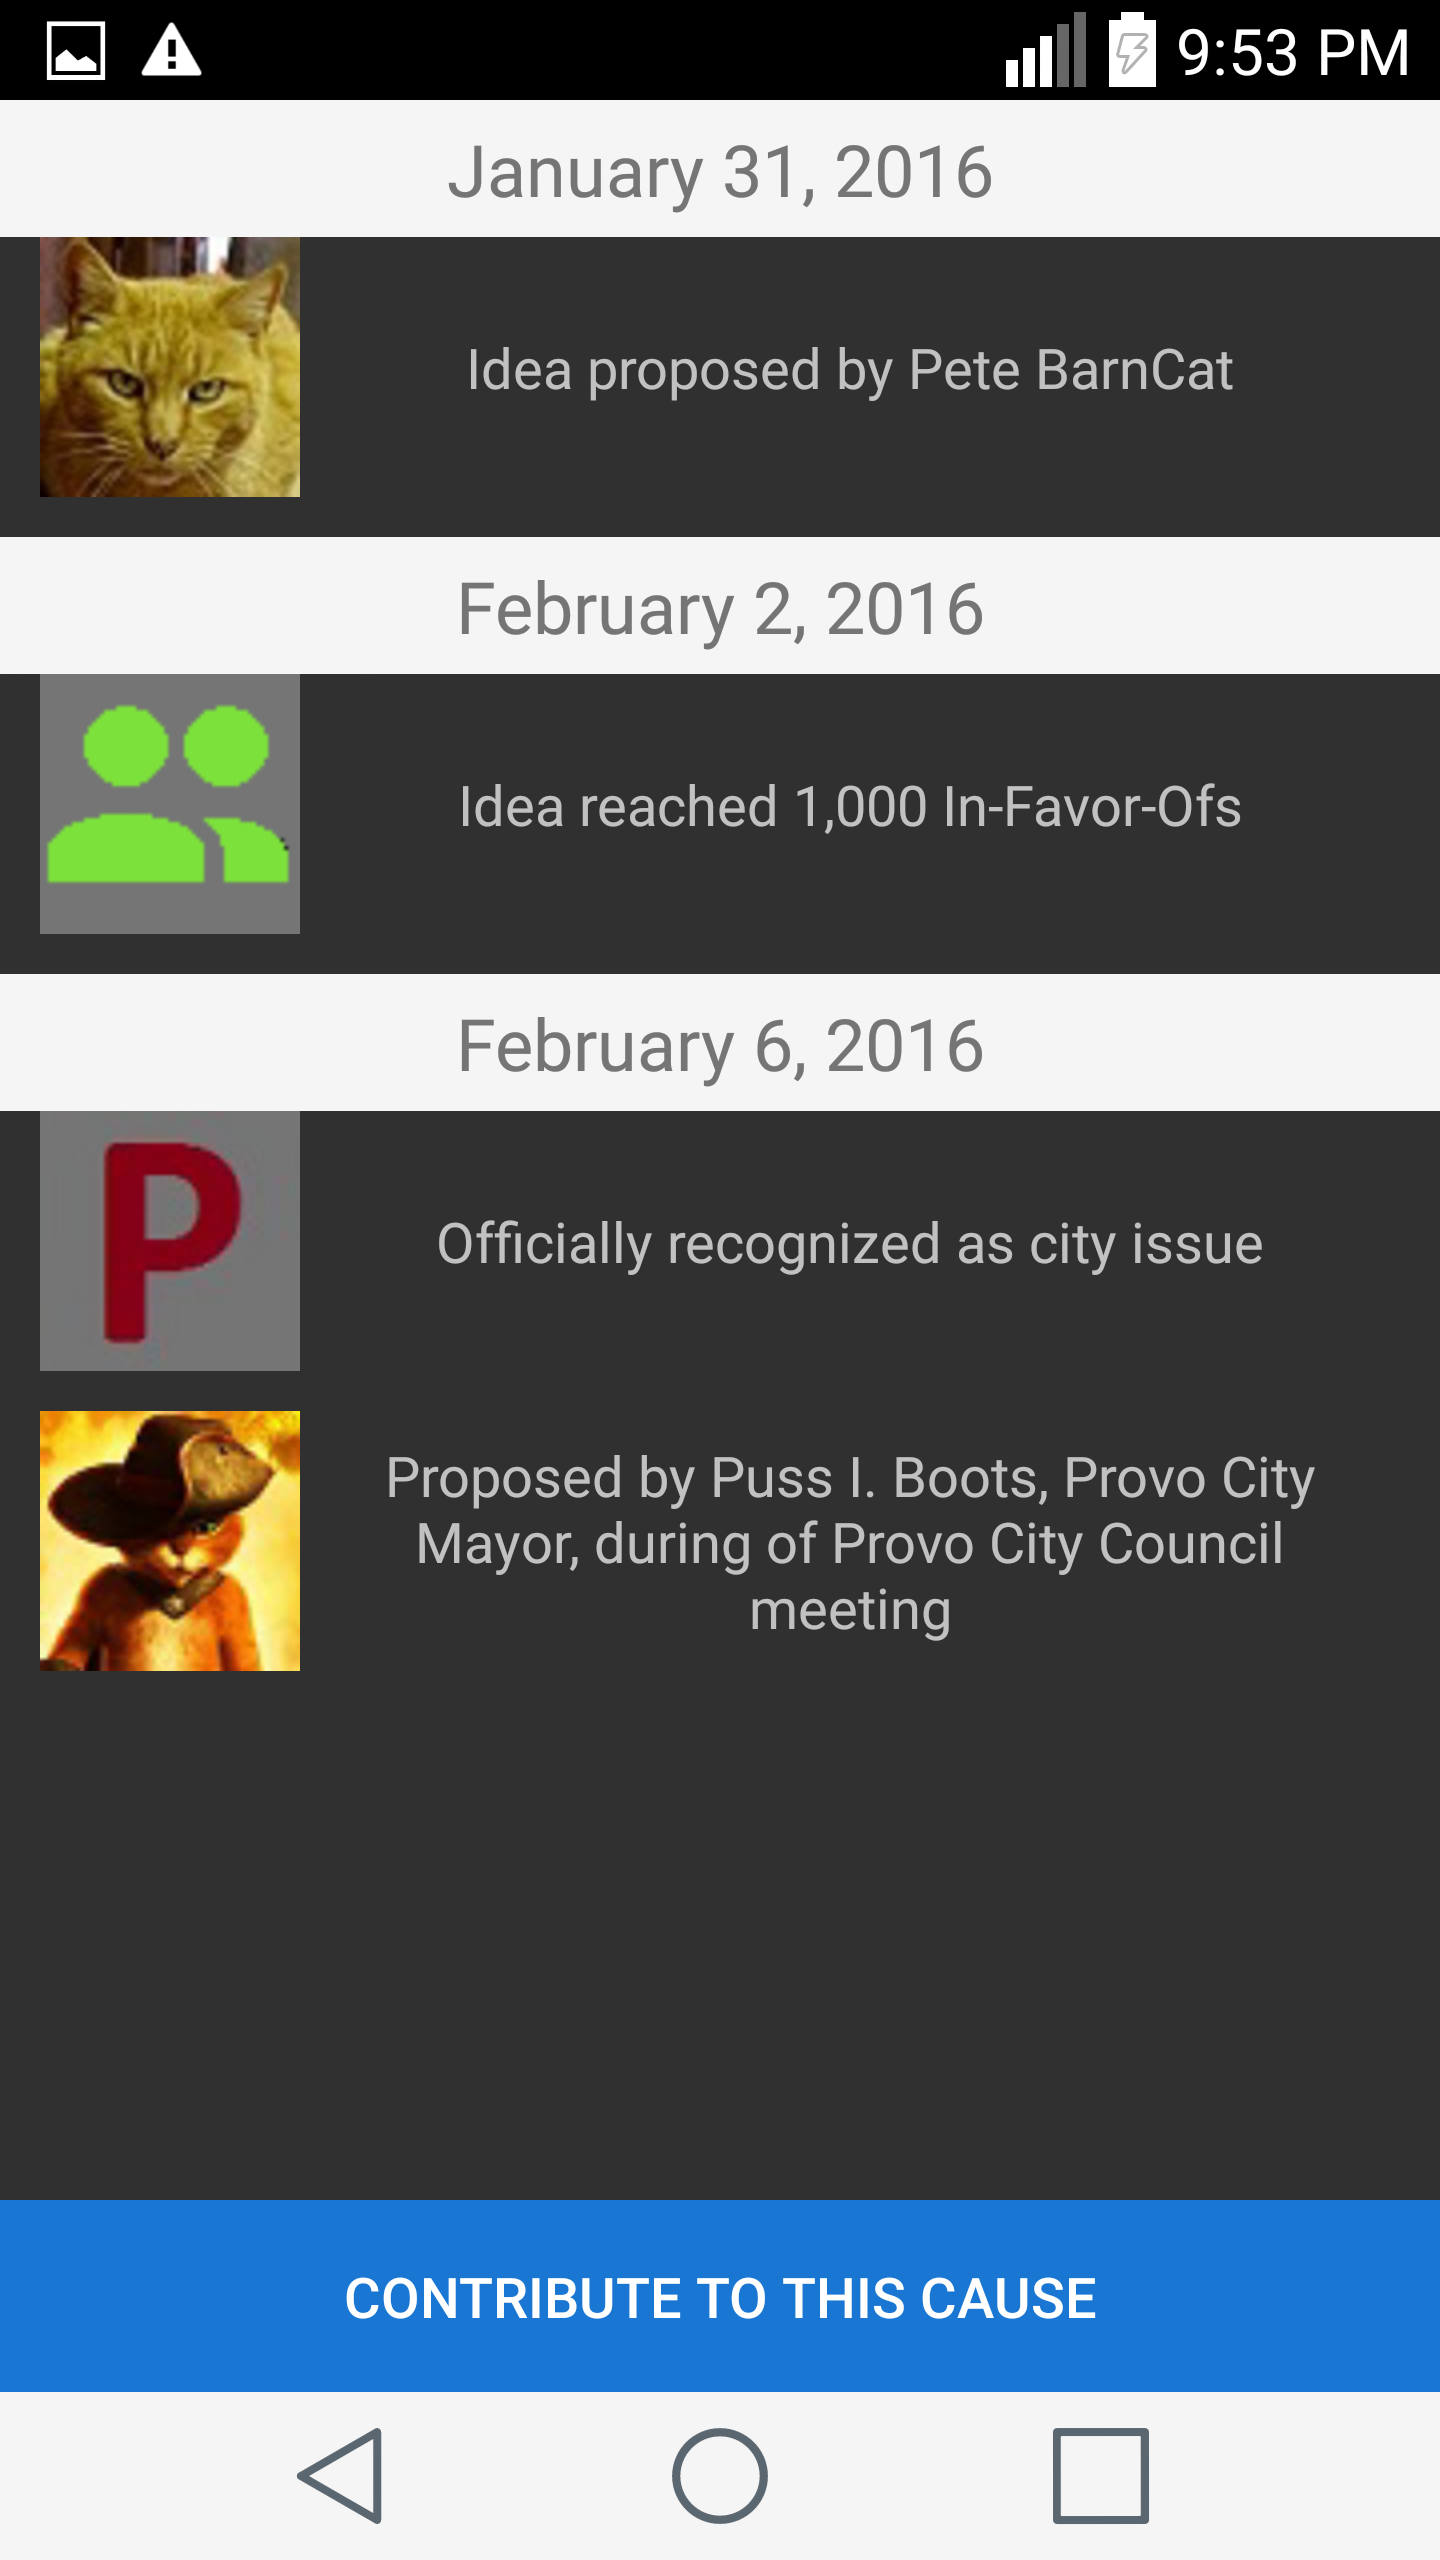 9:53 PM
January 31, 2016
Idea proposed by Pete BarnCat
February 2, 2016
Idea reached 1,000 In-Favor-Ofs
February 6, 2016
P
Officially recognized as city issue
Proposed by Puss I. Boots, Provo City
Mayor, during of Provo City Council
meeting
CONTRIBUTE TO THIS CAUSE